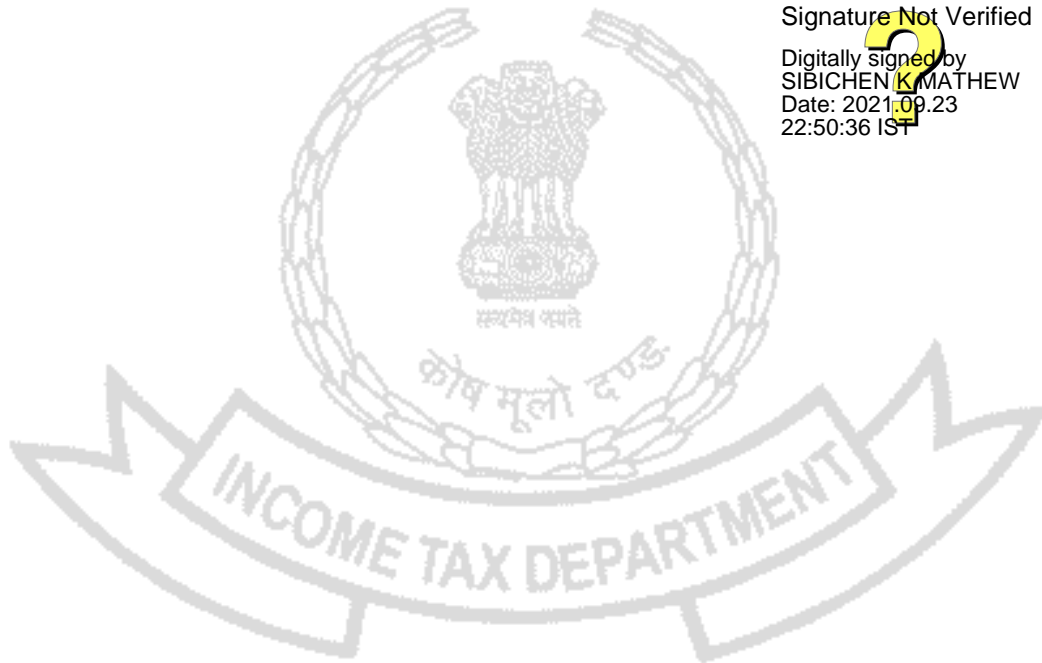 Signature Not Verified
Digitally signed by
SIBICHEN K MATHEW
Date: 2021.09.23
22:50:36 IST
सत्यमेव जयते
कोष मूलो दण्ड:
INCOME TAX DEPARTMENT